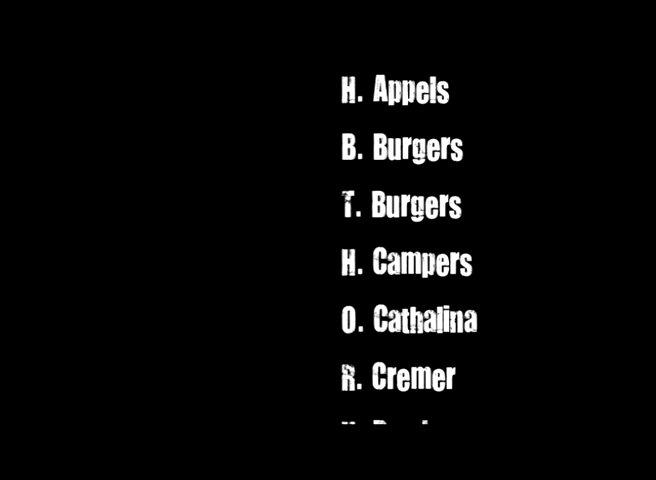 H. Appels
B. Burgers
T. Burgers
H. Campers
O. Cathalina
R. Cremer